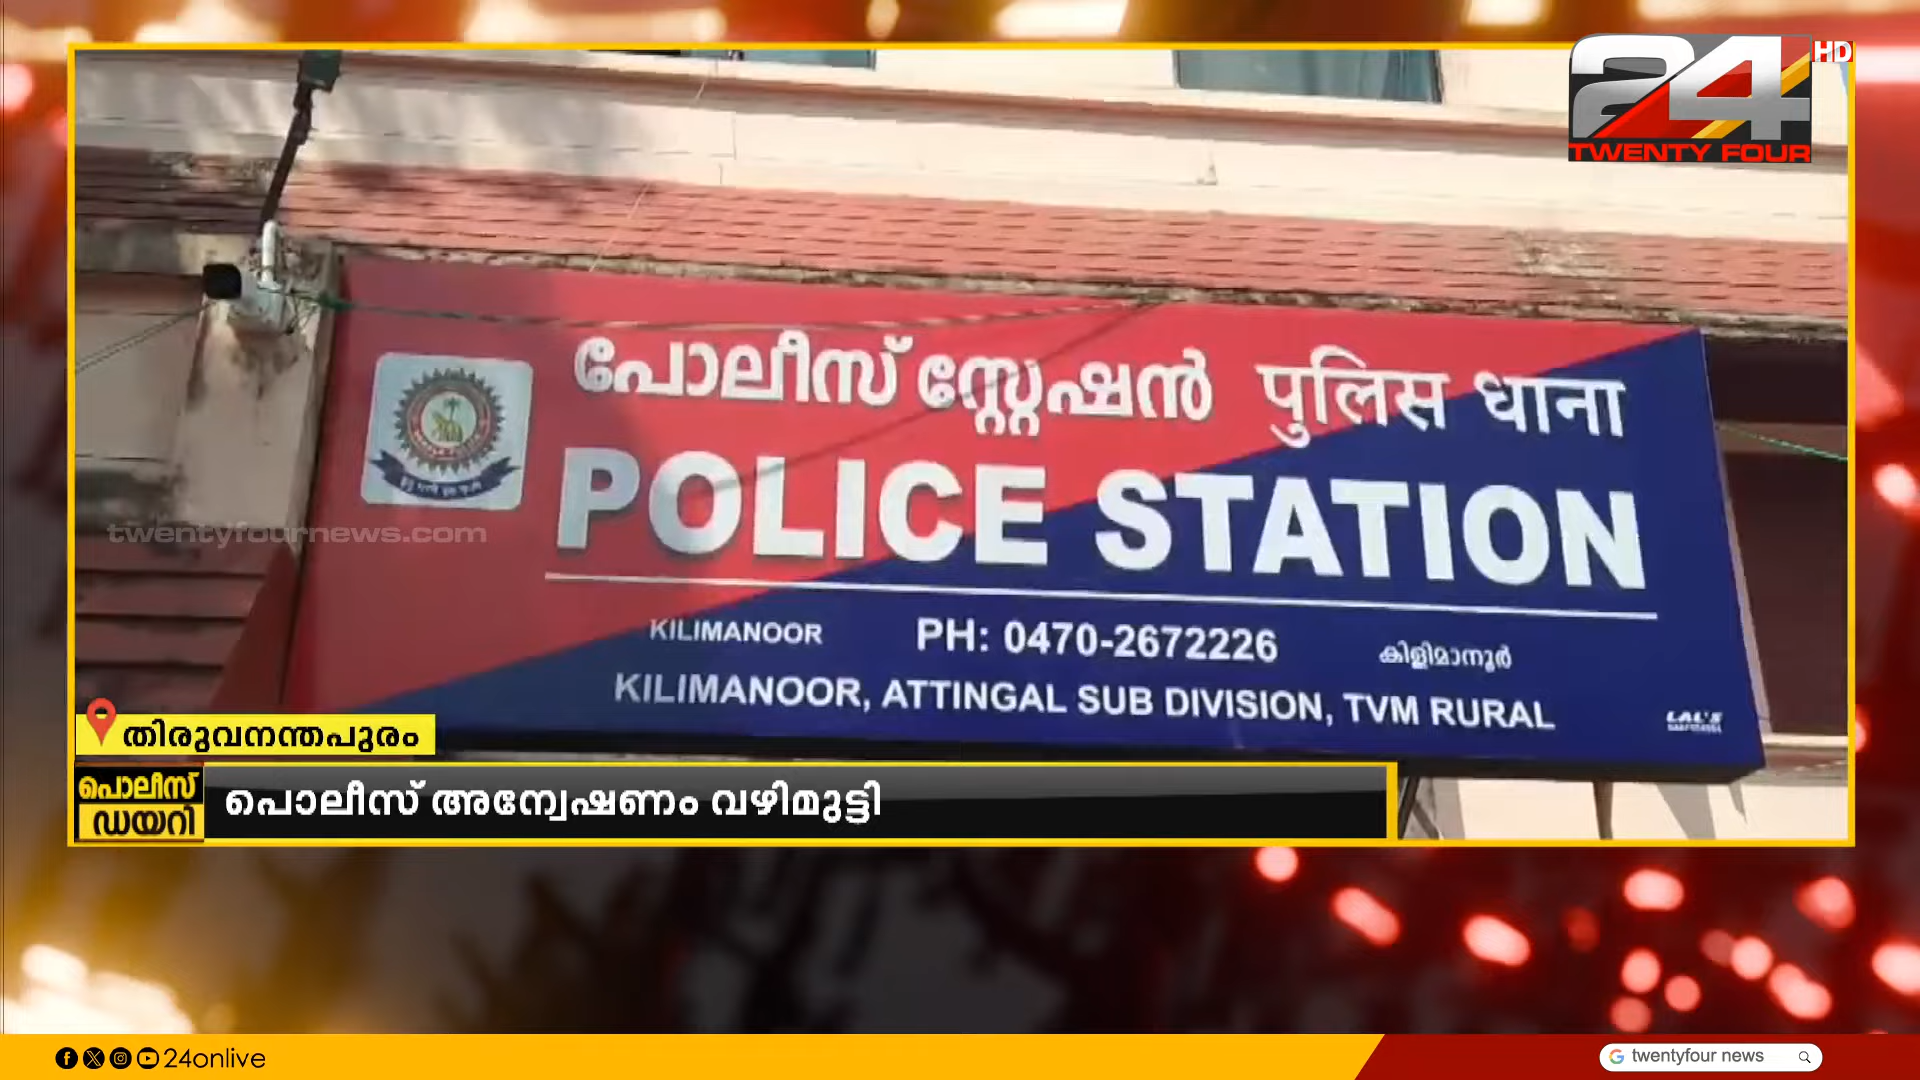 24
HD
TWENTY FOUR
പോലീസ് സ്റ്റേഷൻ पुलिस धाना
POLICE STATION
twentyfournews.com
KILIMANOOR PH: 0470-2672226 കിളിമാനൂർ
KILIMANOOR, ATTINGAL SUB DIVISION, TVM RURAL
LAL'S
തിരുവനന്തപുരം
പൊലീസ്
ഡയറി
പൊലീസ് അന്വേഷണം വഴിമുട്ടി
24onlive
twentyfour news